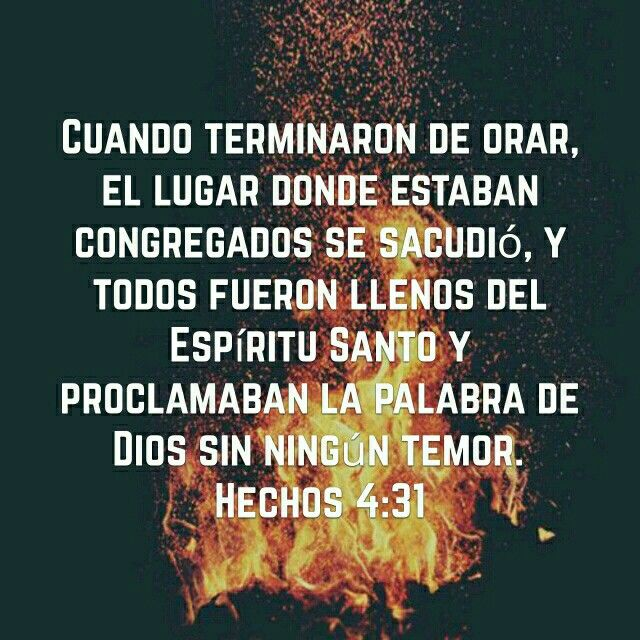 Cuando terminaron de orar,
el lugar donde estaban
congregados se sacudió, y
todos fueron llenos del
Espíritu Santo y
proclamaban la palabra de
Dios sin ningún temor.
Hechos 4:31